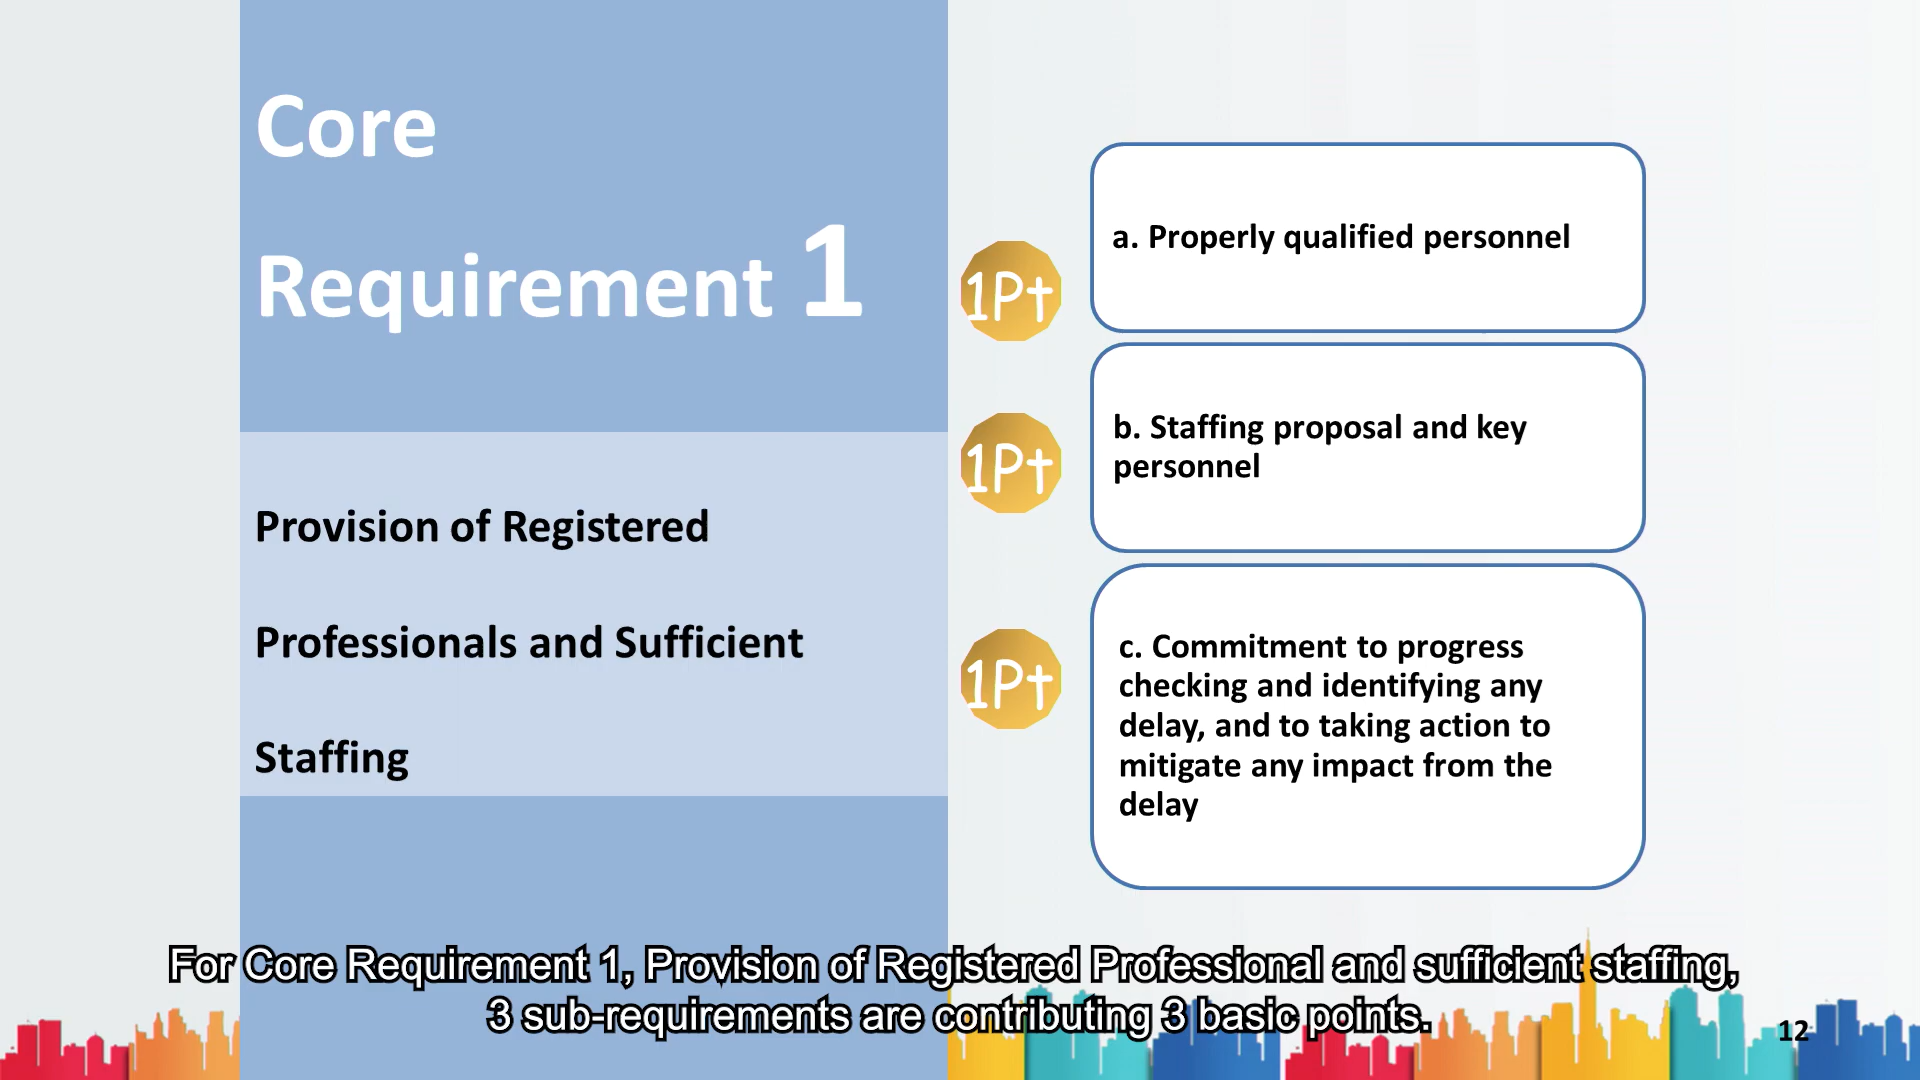 Core
Requirement 1
Provision of Registered
Professionals and Sufficient
Staffing
1Pt
a. Properly qualified personnel
1Pt
b. Staffing proposal and key
personnel
1Pt
c. Commitment to progress
checking and identifying any
delay, and to taking action to
mitigate any impact from the
delay
For Core Requirement 1, Provision of Registered Professional and sufficient staffing,
3 sub-requirements are contributing 3 basic points.
12